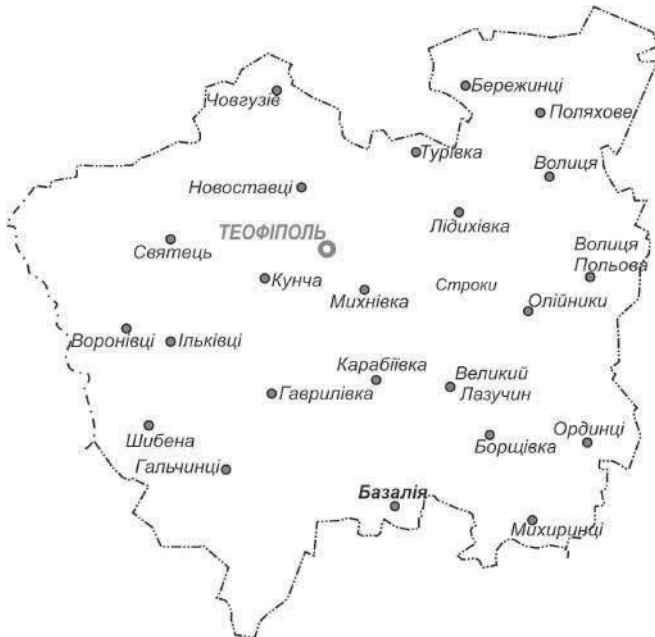 Бережинці
Човгузів
Поляхове
Турівка
Волиця
Новоставці
Лідихівка
ТЕОФІПОЛЬ
Святець
Волиця
Польова
Кунча
Строки
Михнівка
Олійники
Воронівці
Ільківці
Карабіївка
Великий
Лазучин
Гаврилівка
Шибена
Борщівка
Ординці
Гальчинці
Базалія
Михиринці